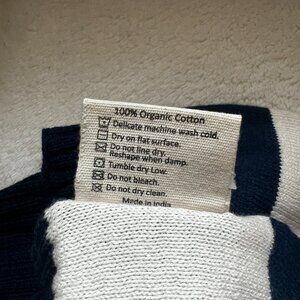 100% Organic Cotton
Delicate machine wash cold.
Dry on flat surface.
Do not line dry.
Reshape when damp.
Tumble dry Low.
Do not bleach.
Do not dry clean.
Made in India